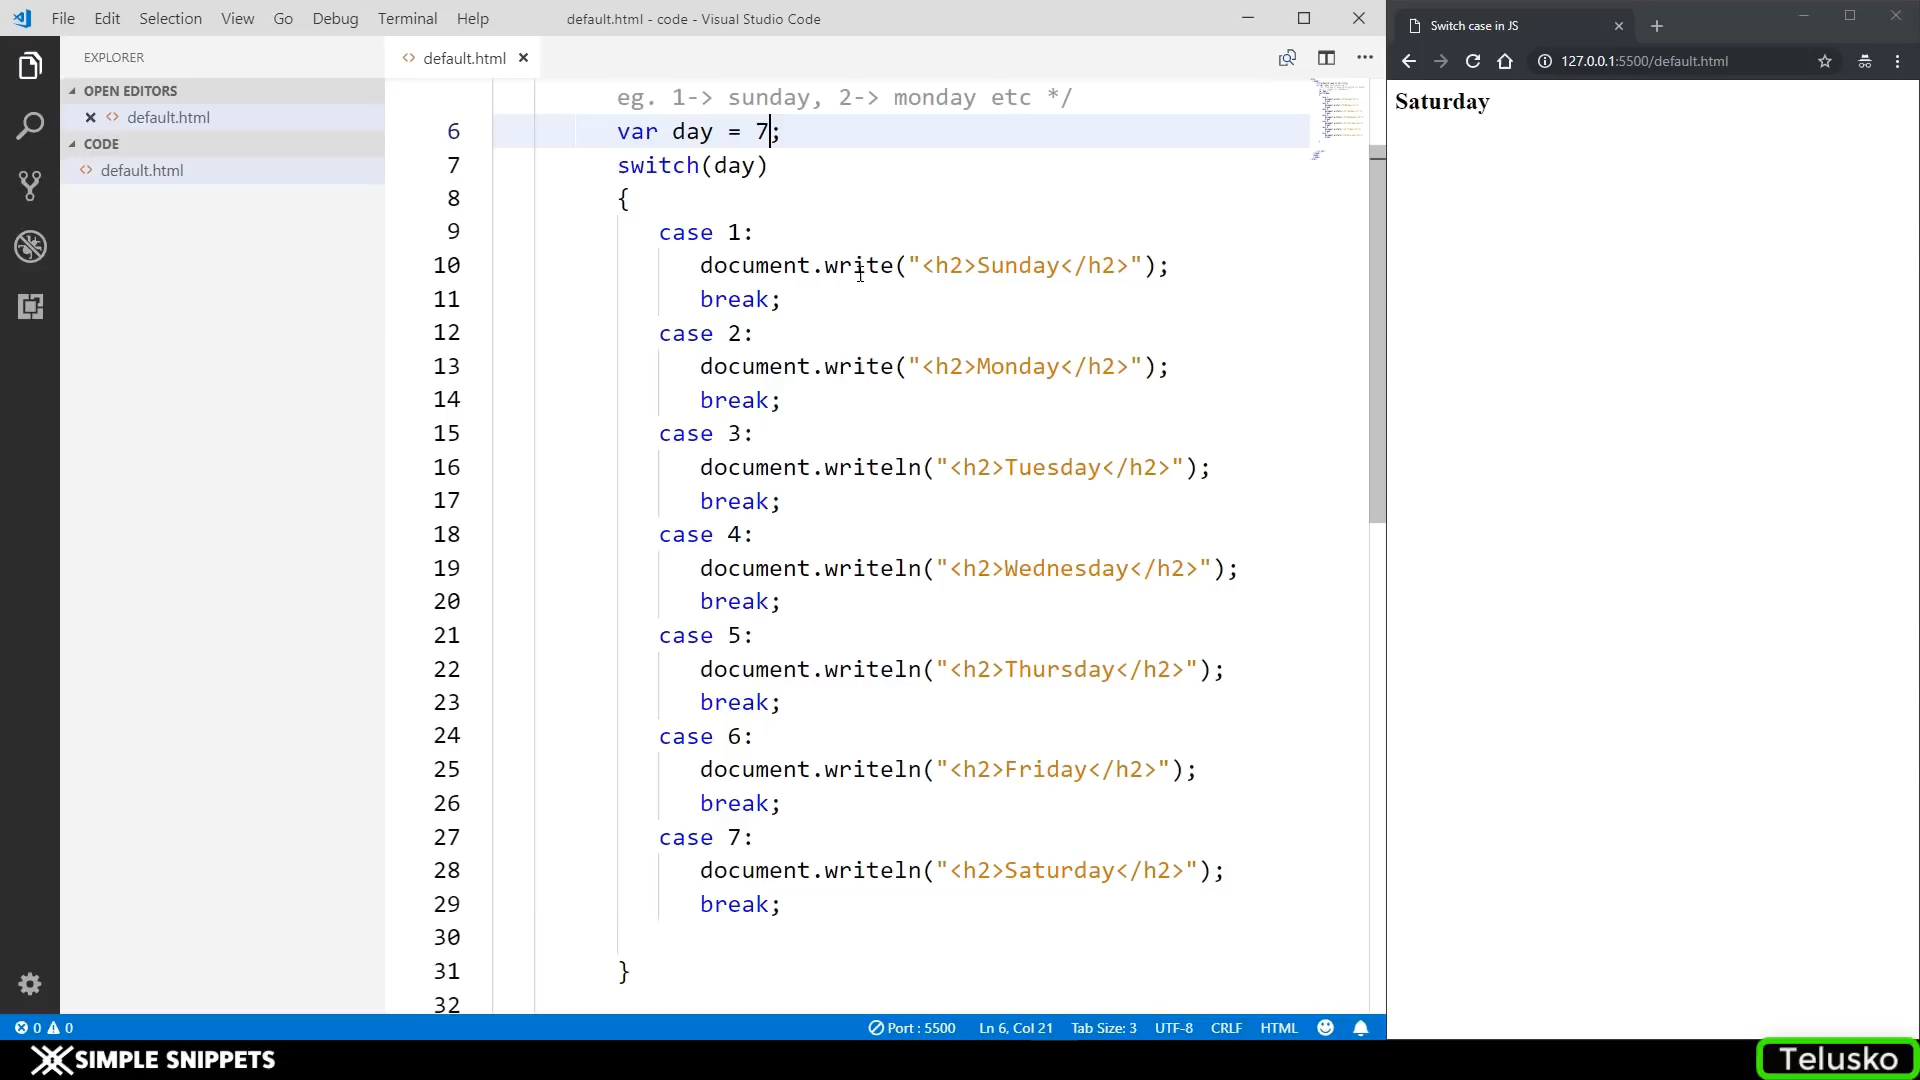 File Edit Selection View Go Debug Terminal Help
default.html - code - Visual Studio Code
Switch case in JS
EXPLORER
default.html
127.0.0.1:5500/default.html
OPEN EDITORS
default.html
CODE
default.html
eg. 1-> sunday, 2-> monday etc */
6 var day = 7;
7 switch(day)
8 {
9 case 1:
10 document.write("<h2>Sunday</h2>");
11 break;
12 case 2:
13 document.write("<h2>Monday</h2>");
14 break;
15 case 3:
16 document.writeln("<h2>Tuesday</h2>");
17 break;
18 case 4:
19 document.writeln("<h2>Wednesday</h2>");
20 break;
21 case 5:
22 document.writeln("<h2>Thursday</h2>");
23 break;
24 case 6:
25 document.writeln("<h2>Friday</h2>");
26 break;
27 case 7:
28 document.writeln("<h2>Saturday</h2>");
29 break;
30
31 }
32
Saturday
0 0
Port : 5500 Ln 6, Col 21 Tab Size: 3 UTF-8 CRLF HTML
SIMPLE SNIPPETS
Telusko